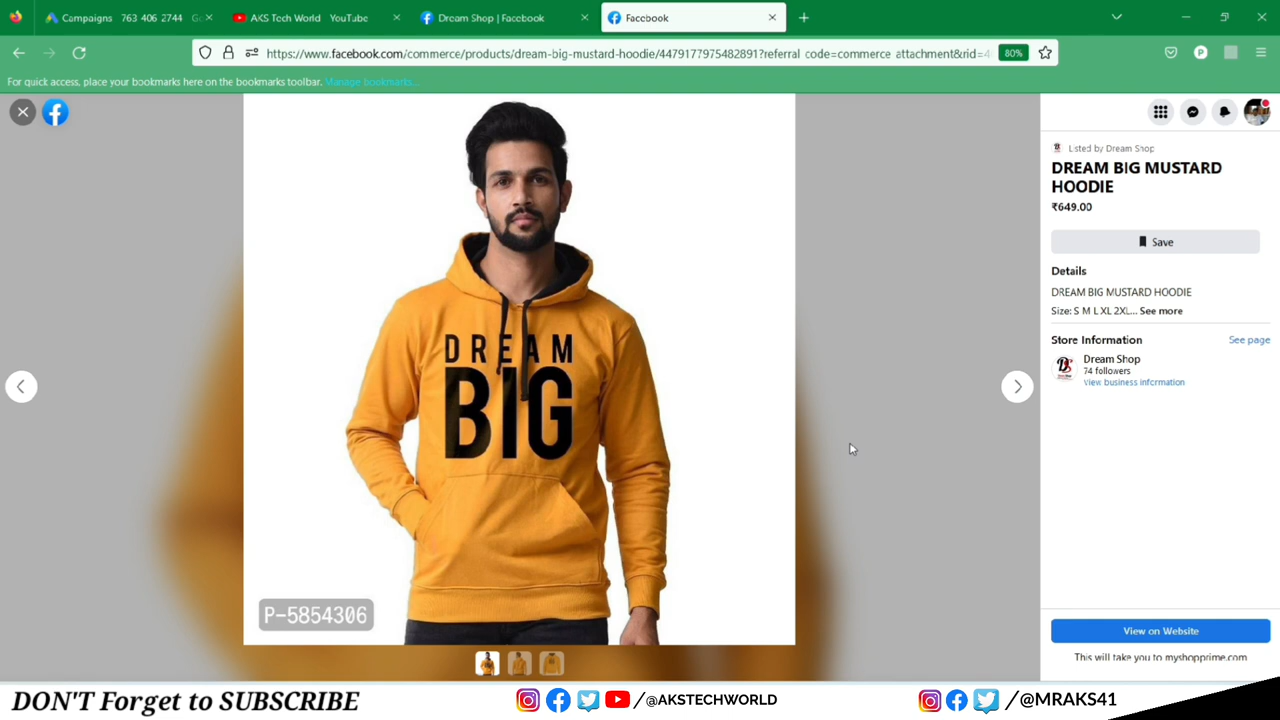 Campaigns 763 406 2744 Go
AKS Tech World YouTube
Dream Shop | Facebook
Facebook
https://www.facebook.com/commerce/products/dream-big-mustard-hoodie/4479177975482891?referral_code=commerce_attachment&rid=4
80%
For quick access, place your bookmarks here on the bookmarks toolbar. Manage bookmarks...
Listed by Dream Shop
DREAM BIG MUSTARD
HOODIE
₹649.00
Save
Details
DREAM BIG MUSTARD HOODIE
Size: S M L XL 2XL... See more
Store Information See page
Dream Shop
74 followers
View business information
DREAM
BIG
P-5854306
View on Website
This will take you to myshopprime.com
DON'T Forget to SUBSCRIBE
/@AKSTECHWORLD
/@MRAKS41